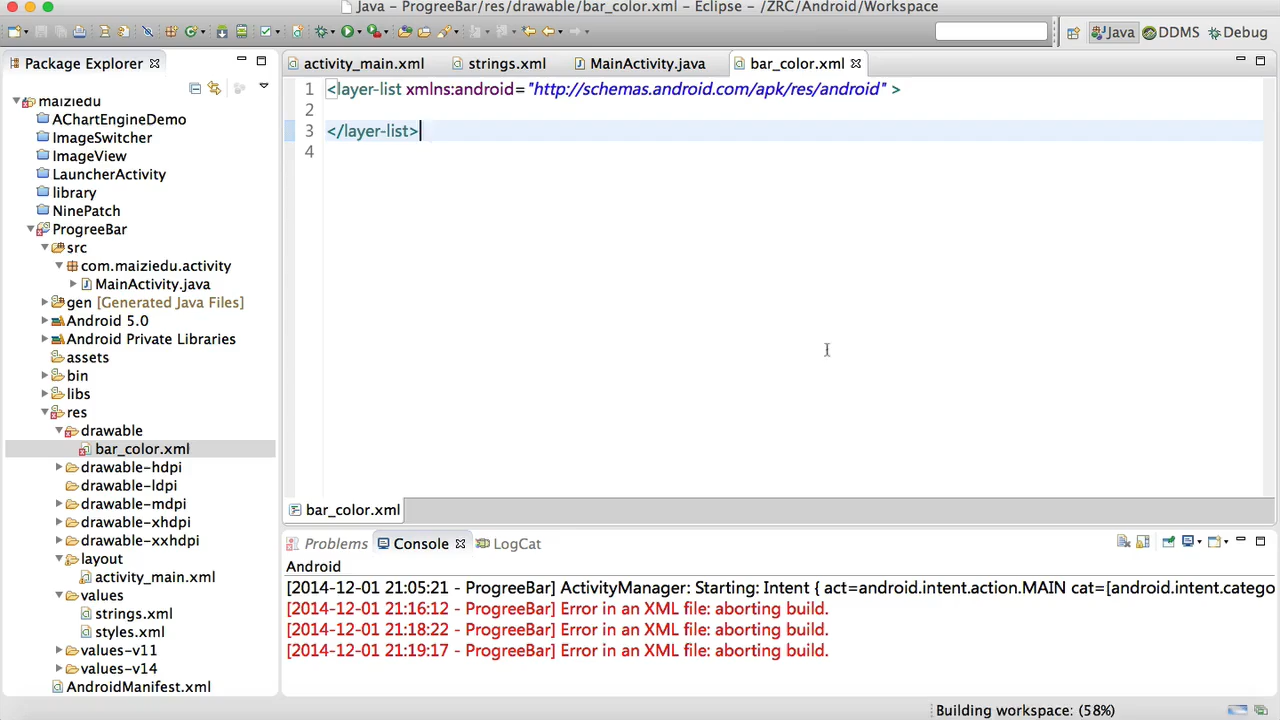 Java - ProgreeBar/res/drawable/bar_color.xml - Eclipse - /ZRC/Android/Workspace
Java
DDMS
Debug
Package Explorer
activity_main.xml
strings.xml
MainActivity.java
bar_color.xml
maiziedu
AChartEngineDemo
ImageSwitcher
ImageView
LauncherActivity
library
NinePatch
ProgreeBar
src
com.maiziedu.activity
MainActivity.java
gen [Generated Java Files]
Android 5.0
Android Private Libraries
assets
bin
libs
res
drawable
bar_color.xml
drawable-hdpi
drawable-ldpi
drawable-mdpi
drawable-xhdpi
drawable-xxhdpi
layout
activity_main.xml
values
strings.xml
styles.xml
values-v11
values-v14
AndroidManifest.xml
1 <layer-list xmlns:android="http://schemas.android.com/apk/res/android" >
2
3 </layer-list>
4
bar_color.xml
Problems
Console
LogCat
Android
[2014-12-01 21:05:21 - ProgreeBar] ActivityManager: Starting: Intent { act=android.intent.action.MAIN cat=[android.intent.catego
[2014-12-01 21:16:12 - ProgreeBar] Error in an XML file: aborting build.
[2014-12-01 21:18:22 - ProgreeBar] Error in an XML file: aborting build.
[2014-12-01 21:19:17 - ProgreeBar] Error in an XML file: aborting build.
Building workspace: (58%)